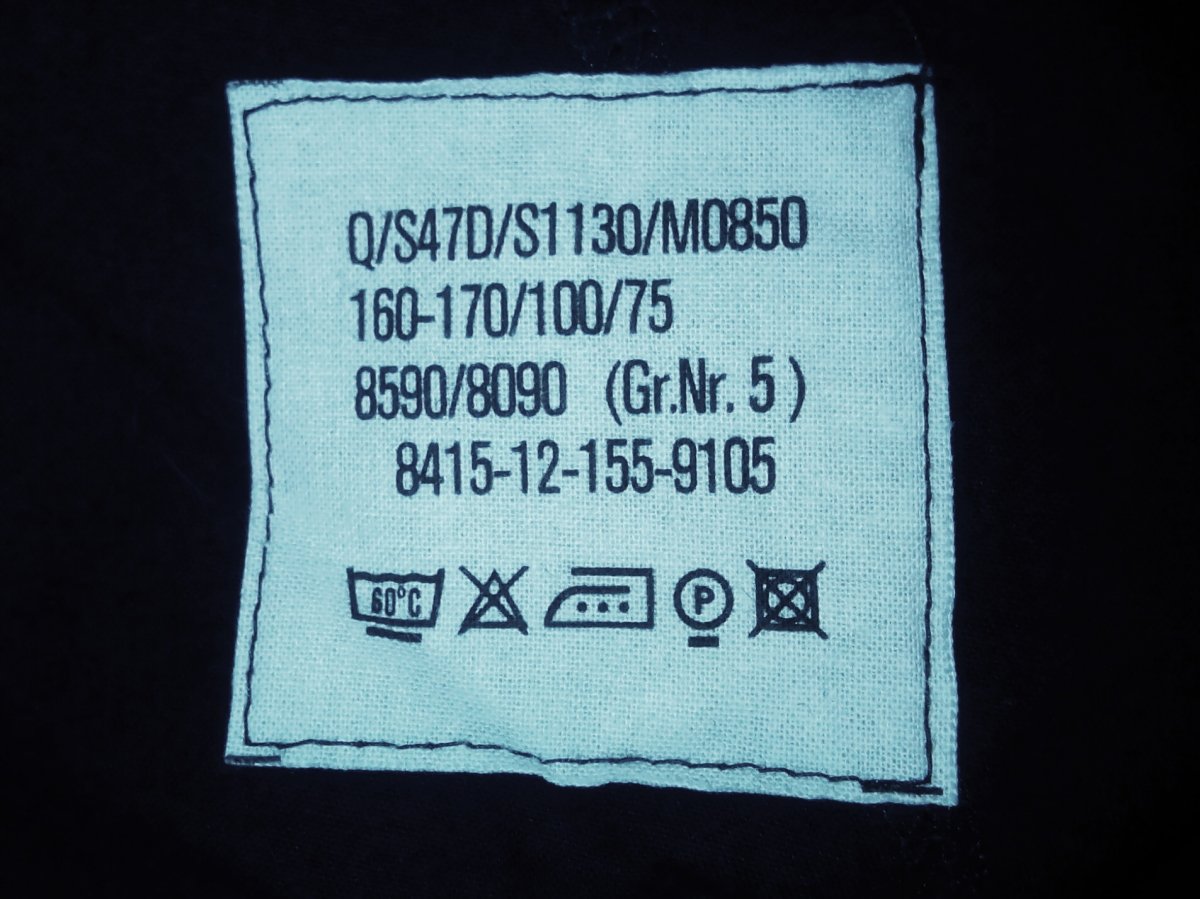 Q/S47D/S1130/M0850
160-170/100/75
8590/8090 (Gr.Nr. 5 )
8415-12-155-9105
60°C P